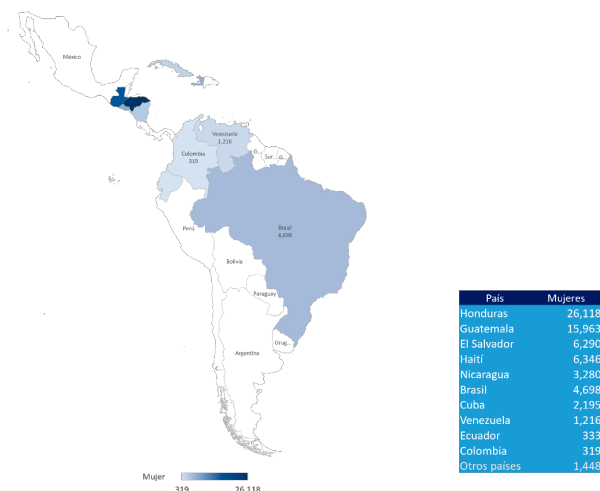 México
Venezuela
1,216
Colombia
319
G...
Sur...
G...
Brasil
4,698
Perú
Bolivia
Paraguay
Urug...
Argentina
País Mujeres
Honduras 26,118
Guatemala 15,963
El Salvador 6,290
Haití 6,346
Nicaragua 3,280
Brasil 4,698
Cuba 2,195
Venezuela 1,216
Ecuador 333
Colombia 319
Otros países 1,448
Mujer
319 26,118